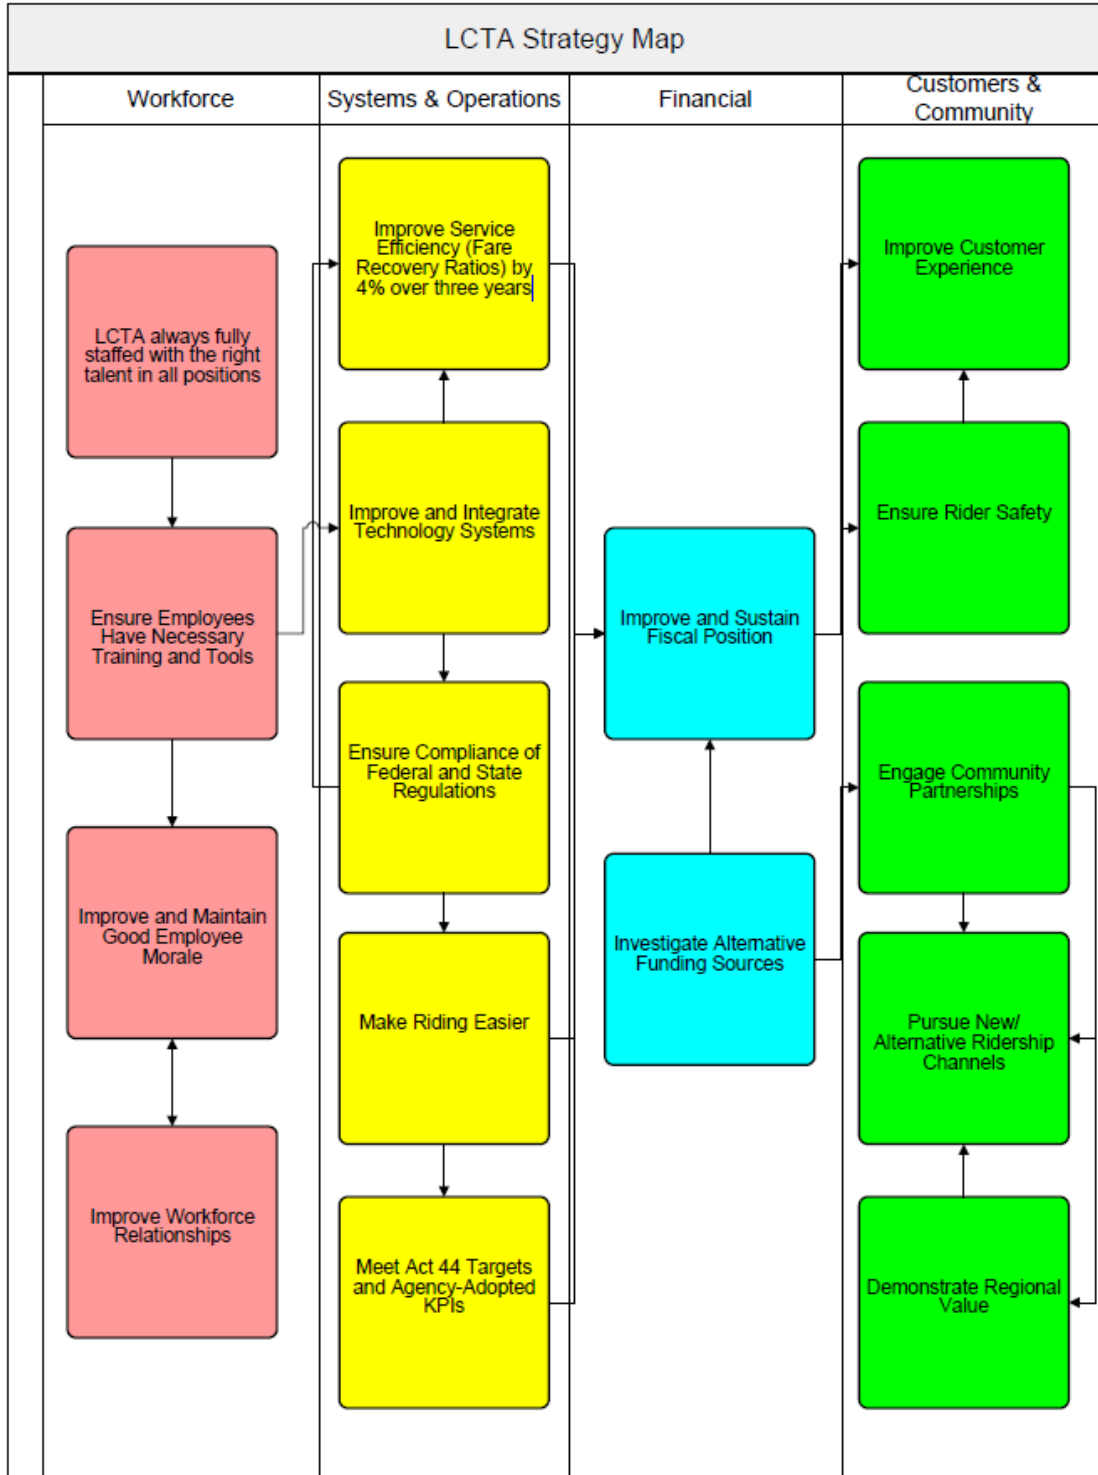 LCTA Strategy Map
Workforce
Systems & Operations
Financial
Customers &
Community
LCTA always fully
staffed with the right
talent in all positions
Ensure Employees
Have Necessary
Training and Tools
Improve and Maintain
Good Employee
Morale
Improve Workforce
Relationships
Improve Service
Efficiency (Fare
Recovery Ratios) by
4% over three years
Improve and Integrate
Technology Systems
Ensure Compliance of
Federal and State
Regulations
Make Riding Easier
Meet Act 44 Targets
and Agency-Adopted
KPIs
Improve and Sustain
Fiscal Position
Investigate Alternative
Funding Sources
Improve Customer
Experience
Ensure Rider Safety
Engage Community
Partnerships
Pursue New/
Alternative Ridership
Channels
Demonstrate Regional
Value